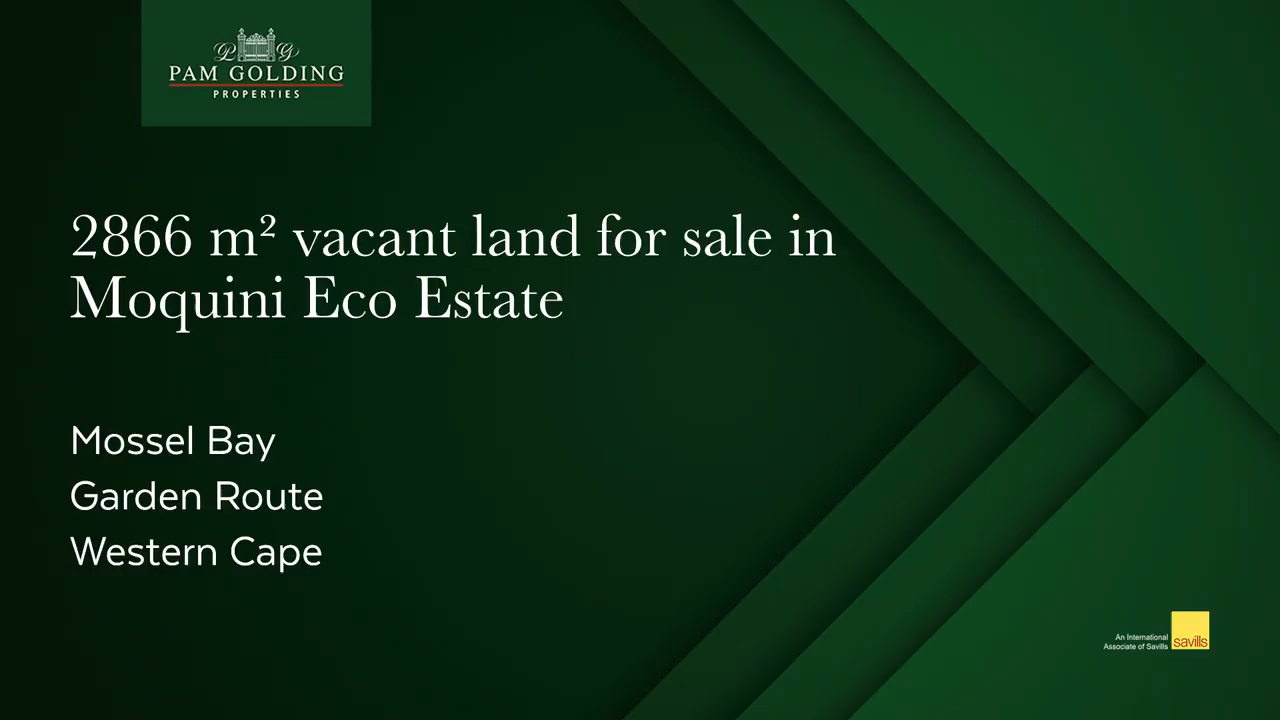 PG
PAM GOLDING
PROPERTIES
2866 m² vacant land for sale in
Moquini Eco Estate
Mossel Bay
Garden Route
Western Cape
An International
Associate of Savills
savills